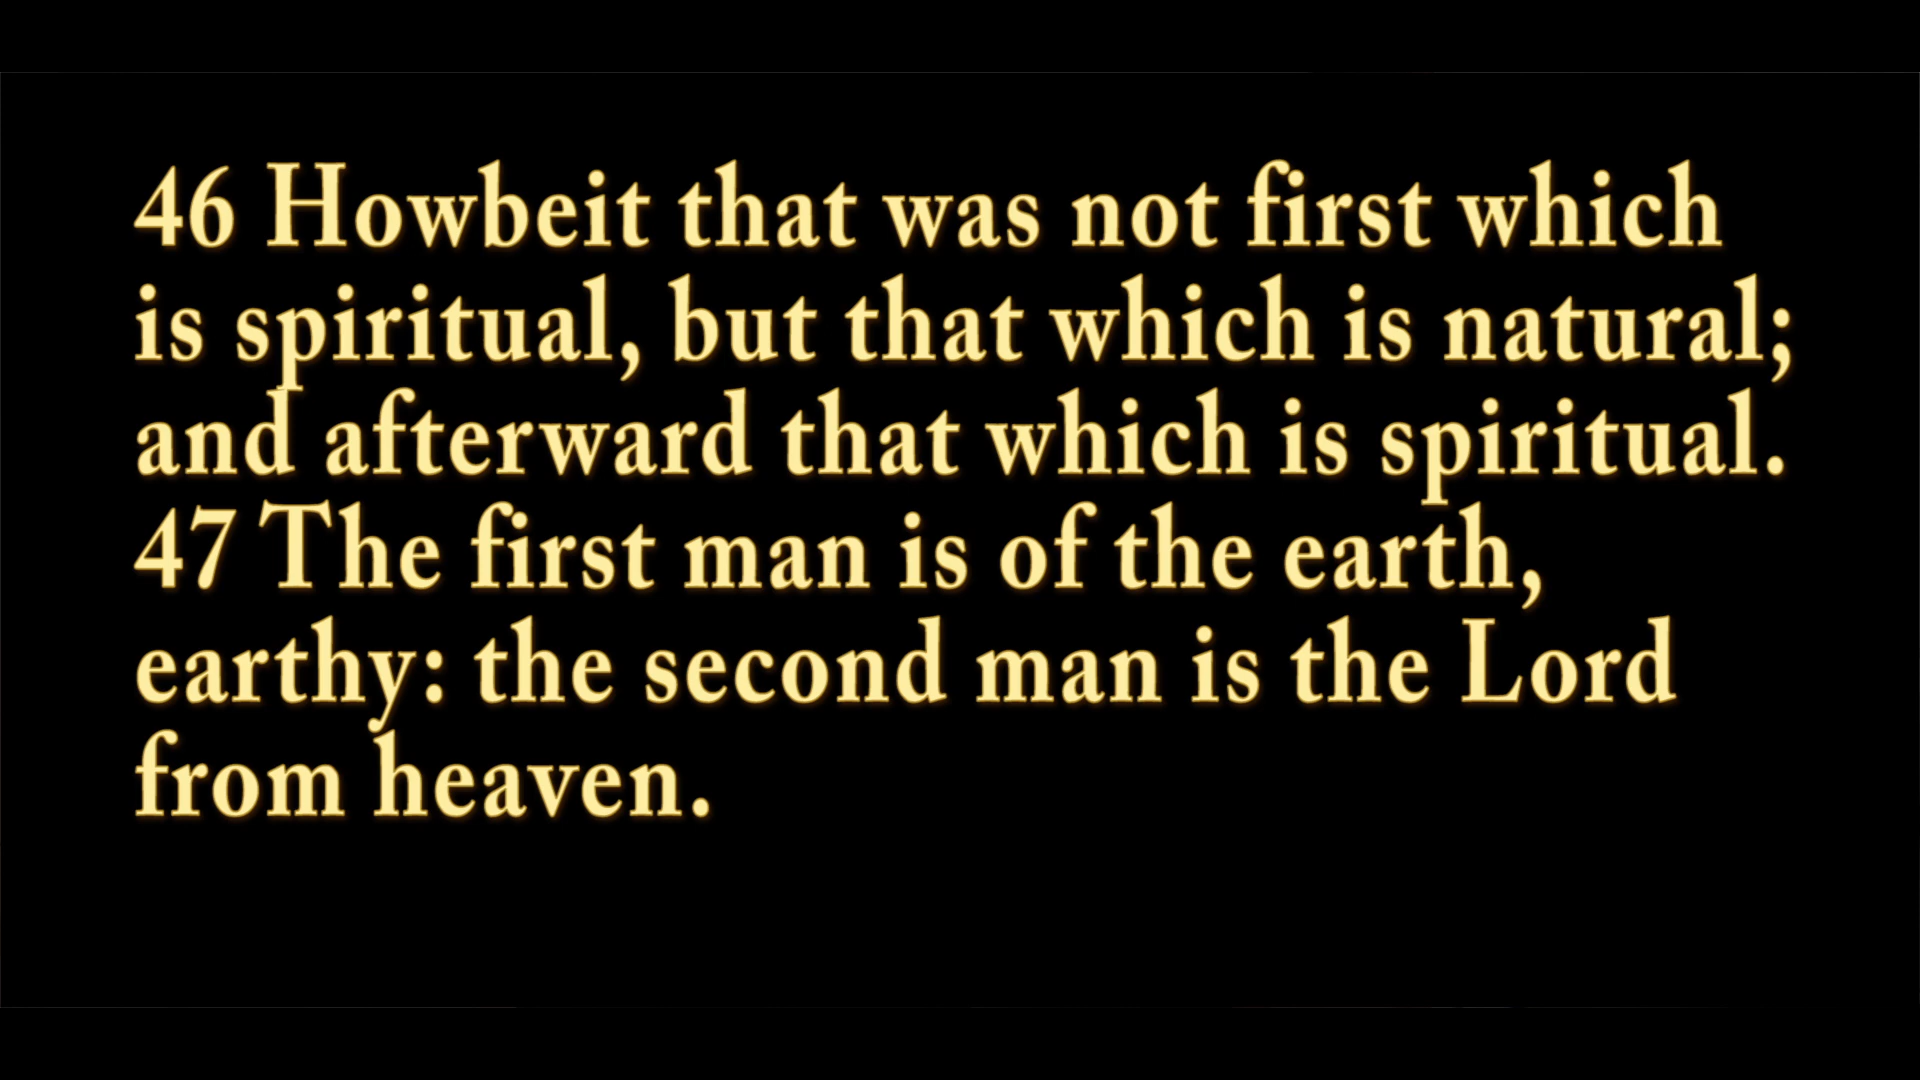 46 Howbeit that was not first which
is spiritual, but that which is natural;
and afterward that which is spiritual.
47 The first man is of the earth,
earthy: the second man is the Lord
from heaven.